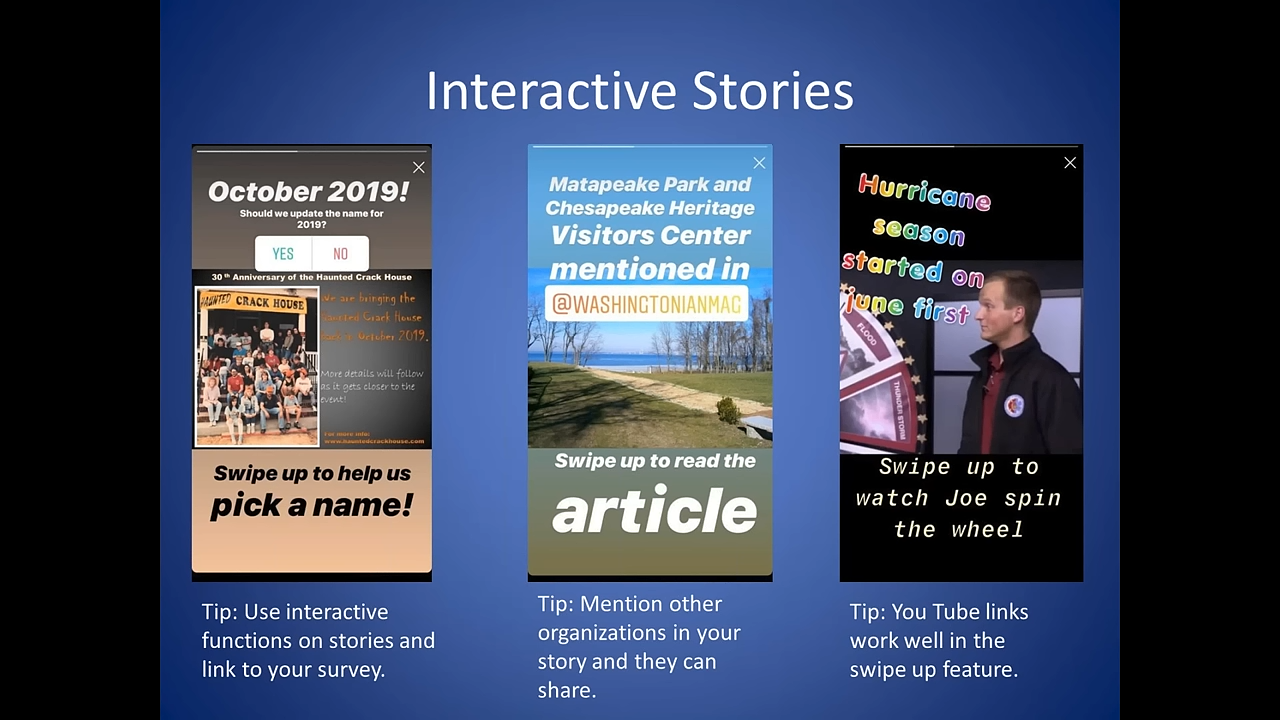 Interactive Stories
October 2019!
Should we update the name for
2019?
YES NO
30th Anniversary of the Haunted Crack House
HAUNTED CRACK HOUSE
We are bringing the
Haunted Crack House
October 2019.
More details will follow
as it gets closer to the
event!
For more info:
www.hauntedcrackhouse.com
Swipe up to help us
pick a name!
Tip: Use interactive
functions on stories and
link to your survey.
Matapeake Park and
Chesapeake Heritage
Visitors Center
mentioned in
@WASHINGTONIANMAG
Swipe up to read the
article
Tip: Mention other
organizations in your
story and they can
share.
Hurricane
season
started on
june first
FLOOD
THUNDER STORM
Swipe up to
watch Joe spin
the wheel
Tip: You Tube links
work well in the
swipe up feature.